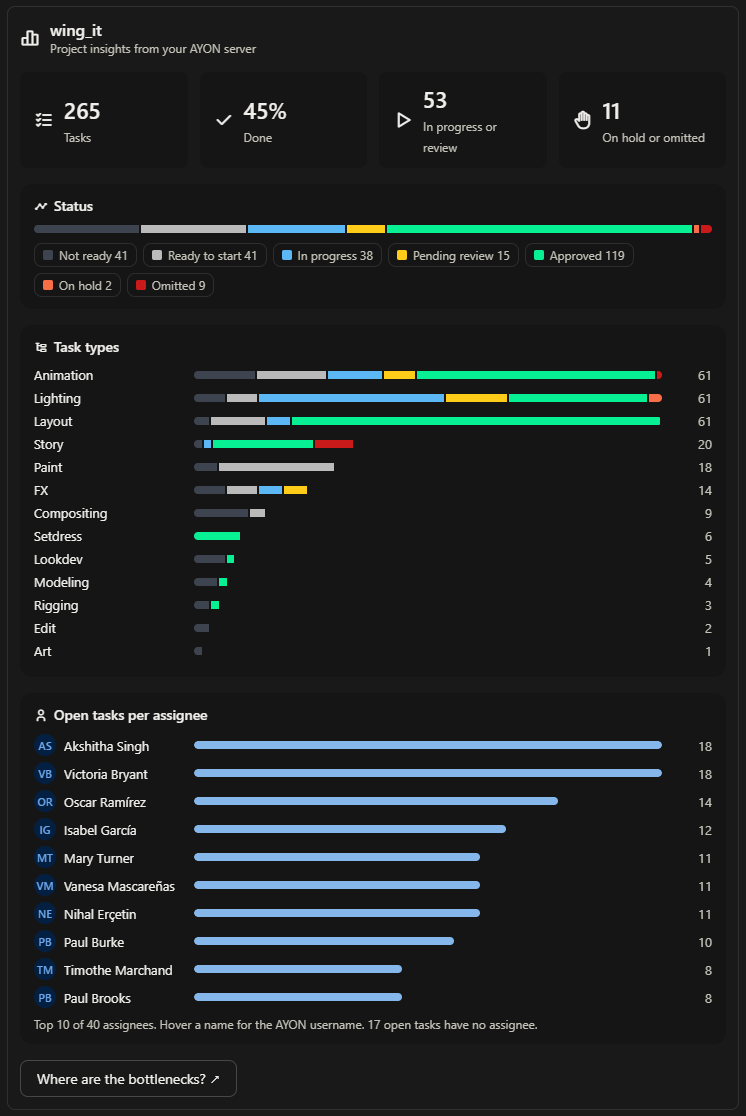 wing_it
Project insights from your AYON server
265
Tasks
45%
Done
53
In progress or
review
11
On hold or omitted
Status
Not ready 41
Ready to start 41
In progress 38
Pending review 15
Approved 119
On hold 2
Omitted 9
Task types
Animation 61
Lighting 61
Layout 61
Story 20
Paint 18
FX 14
Compositing 9
Setdress 6
Lookdev 5
Modeling 4
Rigging 3
Edit 2
Art 1
Open tasks per assignee
AS Akshitha Singh 18
VB Victoria Bryant 18
OR Oscar Ramírez 14
IG Isabel García 12
MT Mary Turner 11
VM Vanesa Mascareñas 11
NE Nihal Erçetin 11
PB Paul Burke 10
TM Timothe Marchand 8
PB Paul Brooks 8
Top 10 of 40 assignees. Hover a name for the AYON username. 17 open tasks have no assignee.
Where are the bottlenecks? ↗